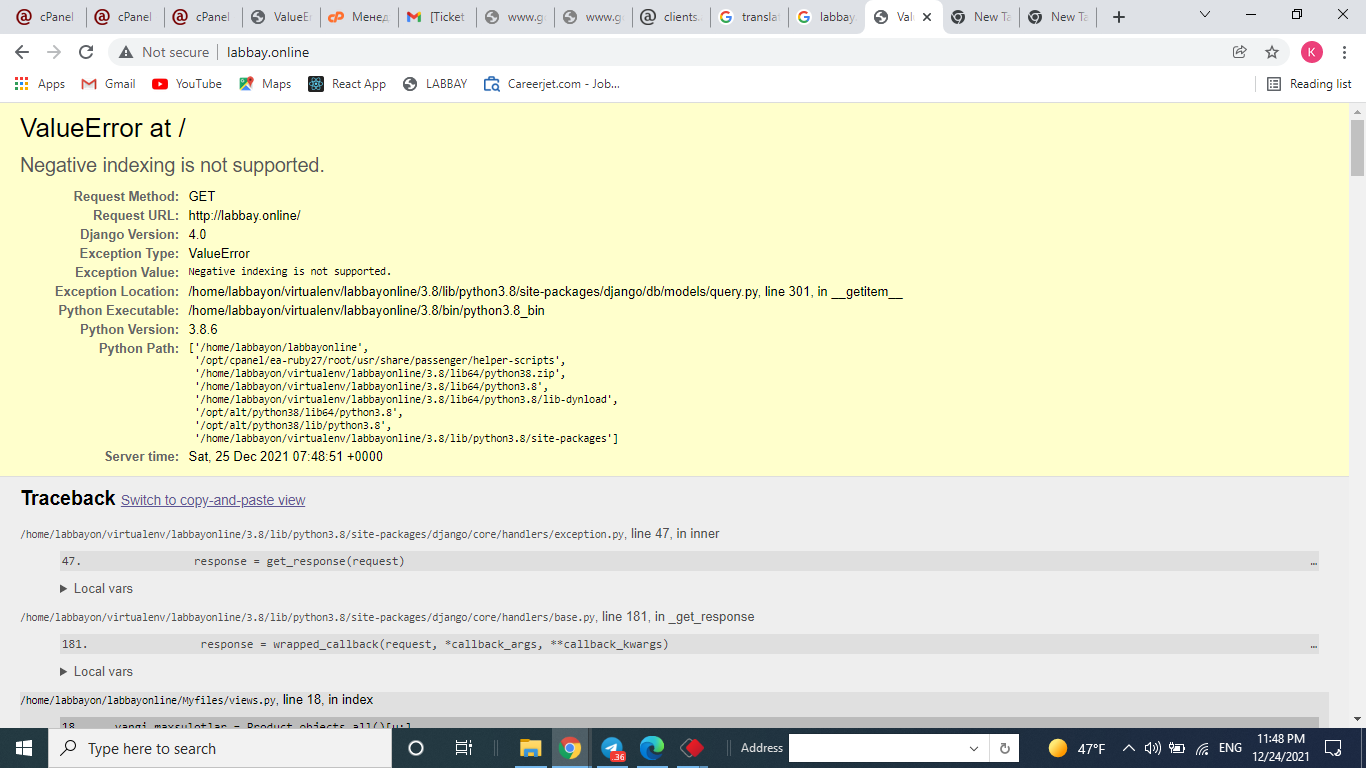 cPanel
cPanel
cPanel
ValueE
Менед
[Ticket
www.g
www.g
clients.
translat
labbay.
Val
New Ta
New Ta
Not secure
labbay.online
K
Apps
Gmail
YouTube
Maps
React App
LABBAY
Careerjet.com - Job...
Reading list
ValueError at /
Negative indexing is not supported.
Request Method: GET
Request URL: http://labbay.online/
Django Version: 4.0
Exception Type: ValueError
Exception Value: Negative indexing is not supported.
Exception Location: /home/labbayon/virtualenv/labbayonline/3.8/lib/python3.8/site-packages/django/db/models/query.py, line 301, in __getitem__
Python Executable: /home/labbayon/virtualenv/labbayonline/3.8/bin/python3.8_bin
Python Version: 3.8.6
Python Path: ['/home/labbayon/labbayonline',
'/opt/cpanel/ea-ruby27/root/usr/share/passenger/helper-scripts',
'/home/labbayon/virtualenv/labbayonline/3.8/lib64/python38.zip',
'/home/labbayon/virtualenv/labbayonline/3.8/lib64/python3.8',
'/home/labbayon/virtualenv/labbayonline/3.8/lib64/python3.8/lib-dynload',
'/opt/alt/python38/lib64/python3.8',
'/opt/alt/python38/lib/python3.8',
'/home/labbayon/virtualenv/labbayonline/3.8/lib/python3.8/site-packages']
Server time: Sat, 25 Dec 2021 07:48:51 +0000
Traceback Switch to copy-and-paste view
/home/labbayon/virtualenv/labbayonline/3.8/lib/python3.8/site-packages/django/core/handlers/exception.py, line 47, in inner
47. response = get_response(request) …
Local vars
/home/labbayon/virtualenv/labbayonline/3.8/lib/python3.8/site-packages/django/core/handlers/base.py, line 181, in _get_response
181. response = wrapped_callback(request, *callback_args, **callback_kwargs) …
Local vars
/home/labbayon/labbayonline/Myfiles/views.py, line 18, in index
18. yangi_maxsulotlar = Product.objects.all()
Type here to search
36
Address
47°F
ENG
11:48 PM
12/24/2021